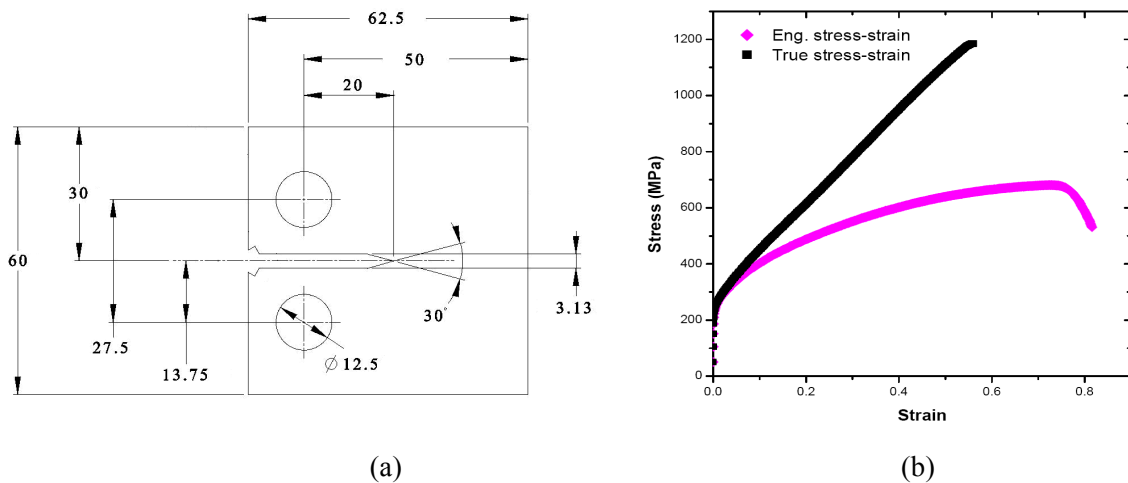 62.5
50
20
30
60
27.5
13.75
30°
∅ 12.5
3.13
(a)
Eng. stress-strain
True stress-strain
Stress (MPa)
1200
1000
800
600
400
200
0
0.0 0.2 0.4 0.6 0.8
Strain
(b)